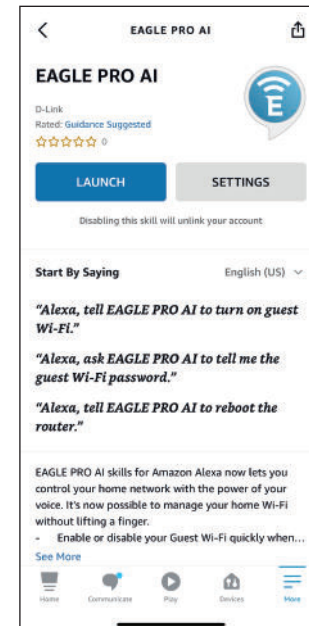 EAGLE PRO AI
EAGLE PRO AI
D-Link
Rated: Guidance Suggested
0
LAUNCH
SETTINGS
Disabling this skill will unlink your account
Start By Saying
English (US)
“Alexa, tell EAGLE PRO AI to turn on guest
Wi-Fi.”
“Alexa, ask EAGLE PRO AI to tell me the
guest Wi-Fi password.”
“Alexa, tell EAGLE PRO AI to reboot the
router.”
EAGLE PRO AI skills for Amazon Alexa now lets you
control your home network with the power of your
voice. It's now possible to manage your home Wi-Fi
without lifting a finger.
- Enable or disable your Guest Wi-Fi quickly when...
See More
Home
Communicate
Play
Devices
More